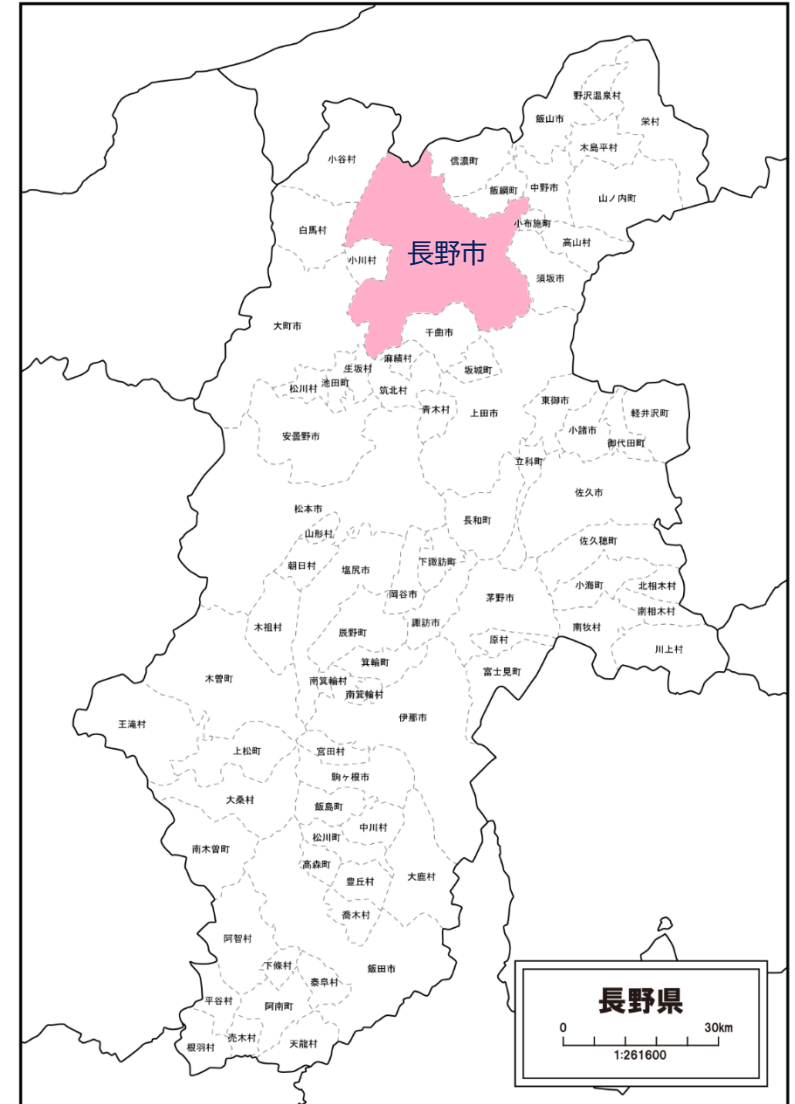 野沢温泉村
飯山市
栄村
木島平村
小谷村
信濃町
飯綱町
中野市
山ノ内町
白馬村
小布施町
高山村
小川村
長野市
須坂市
大町市
千曲市
麻績村
生坂村
坂城町
松川村
池田町
筑北村
青木村
上田市
東御市
軽井沢町
小諸市
御代田町
安曇野市
立科町
佐久市
松本市
長和町
山形村
佐久穂町
朝日村
塩尻市
下諏訪町
岡谷市
茅野市
小海町
北相木村
南相木村
木祖村
辰野町
諏訪市
南牧村
原村
川上村
箕輪町
富士見町
木曽町
南箕輪村
南箕輪村
伊那市
王滝村
上松町
宮田村
駒ヶ根市
大桑村
飯島町
中川村
松川町
南木曽町
高森町
豊丘村
大鹿村
喬木村
阿智村
下條村
飯田市
泰阜村
平谷村
阿南町
売木村
天龍村
根羽村
長野県
0 30km
1:261600